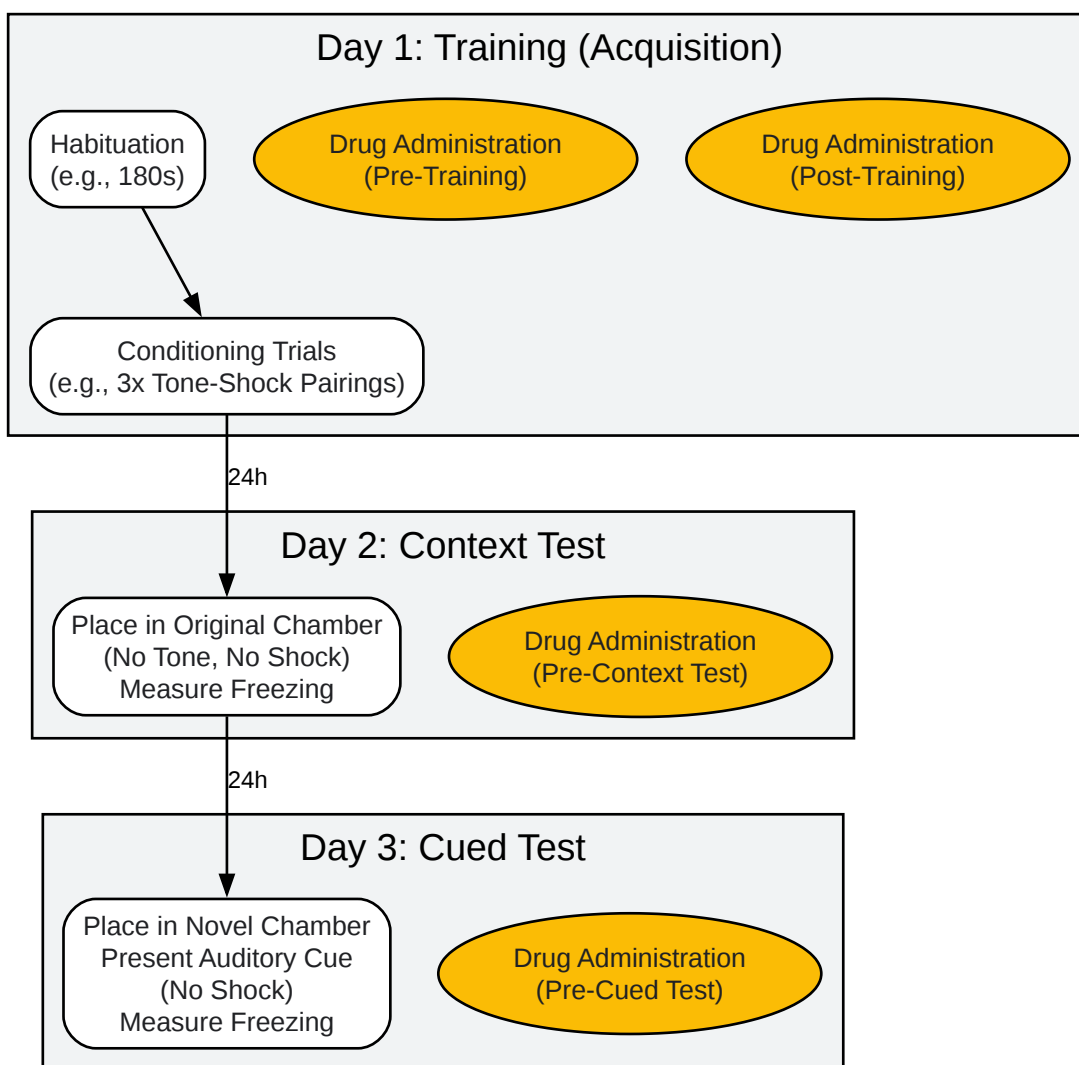 Day 1: Training (Acquisition)
Habituation
(e.g., 180s)
Drug Administration
(Pre-Training)
Drug Administration
(Post-Training)
Conditioning Trials
(e.g., 3x Tone-Shock Pairings)
24h
Day 2: Context Test
Place in Original Chamber
(No Tone, No Shock)
Measure Freezing
Drug Administration
(Pre-Context Test)
24h
Day 3: Cued Test
Place in Novel Chamber
Present Auditory Cue
(No Shock)
Measure Freezing
Drug Administration
(Pre-Cued Test)